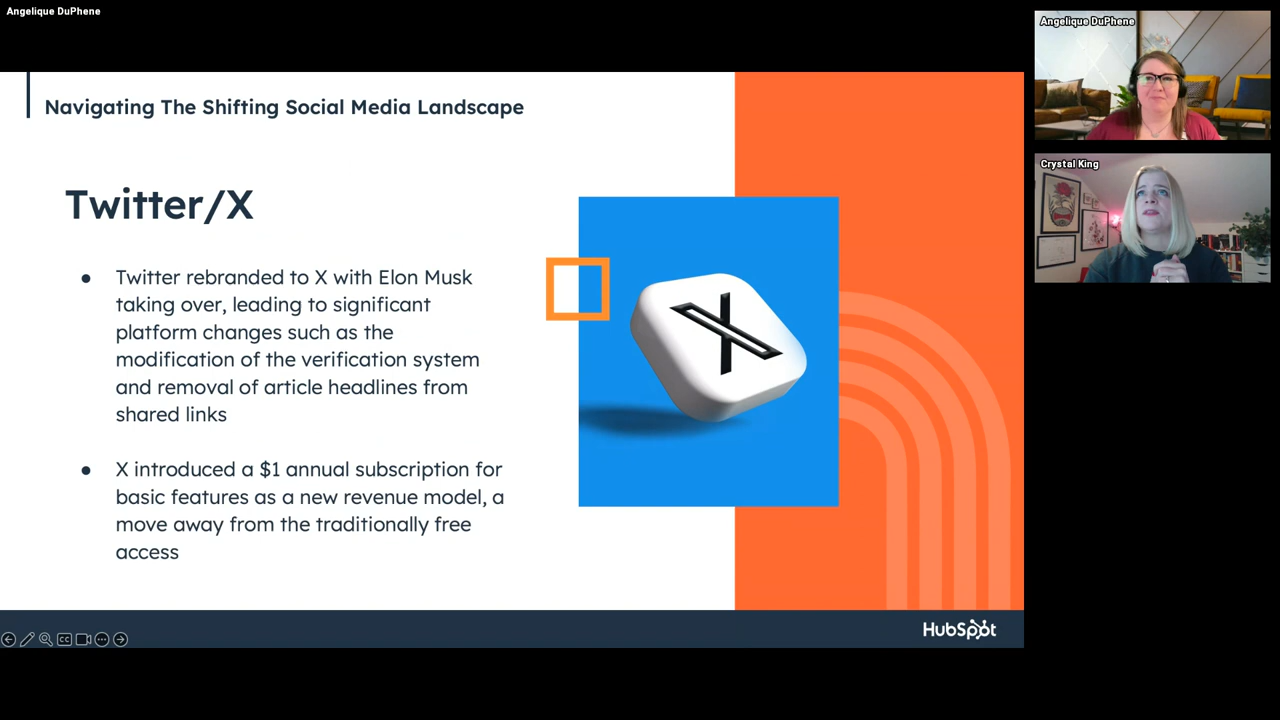 Angelique DuPhene
Angelique DuPhene
Crystal King
Navigating The Shifting Social Media Landscape
Twitter/X
● Twitter rebranded to X with Elon Musk
taking over, leading to significant
platform changes such as the
modification of the verification system
and removal of article headlines from
shared links
● X introduced a $1 annual subscription for
basic features as a new revenue model, a
move away from the traditionally free
access
X
CC
HubSpot